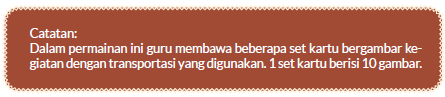 Catatan:
Dalam permainan ini guru membawa beberapa set kartu bergambar ke-
giatan dengan transportasi yang digunakan. 1 set kartu berisi 10 gambar.